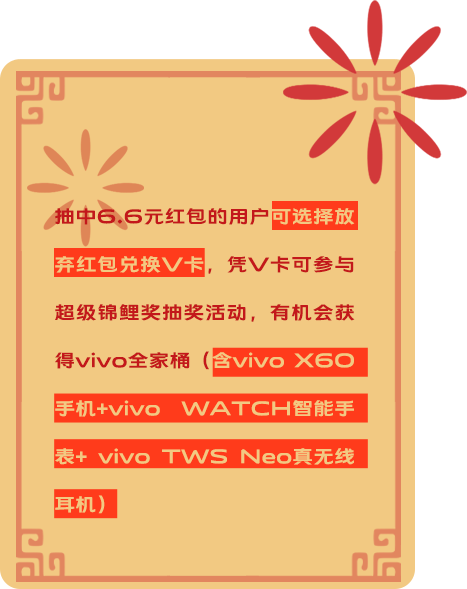 抽中6.6元红包的用户可选择放
弃红包兑换V卡，凭V卡可参与
超级锦鲤奖抽奖活动，有机会获
得vivo全家桶（含vivo X60
手机+vivo WATCH智能手
表+ vivo TWS Neo真无线
耳机）